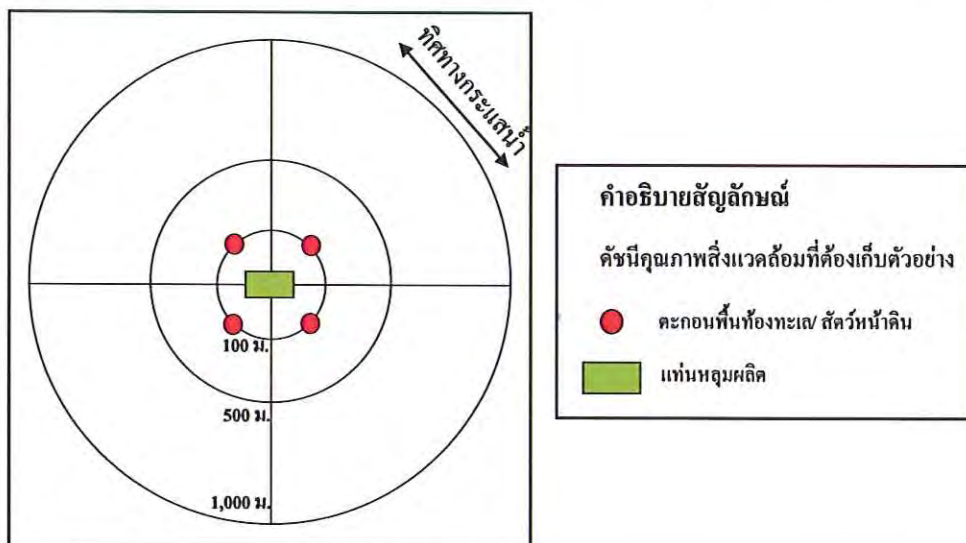 ทิศทางกระแสน้ำ
100 ม.
500 ม.
1,000 ม.
คำอธิบายสัญลักษณ์
ดัชนีคุณภาพสิ่งแวดล้อมที่ต้องเก็บตัวอย่าง
ตะกอนพื้นท้องทะเล/ สัตว์หน้าดิน
แท่นหลุมผลิต